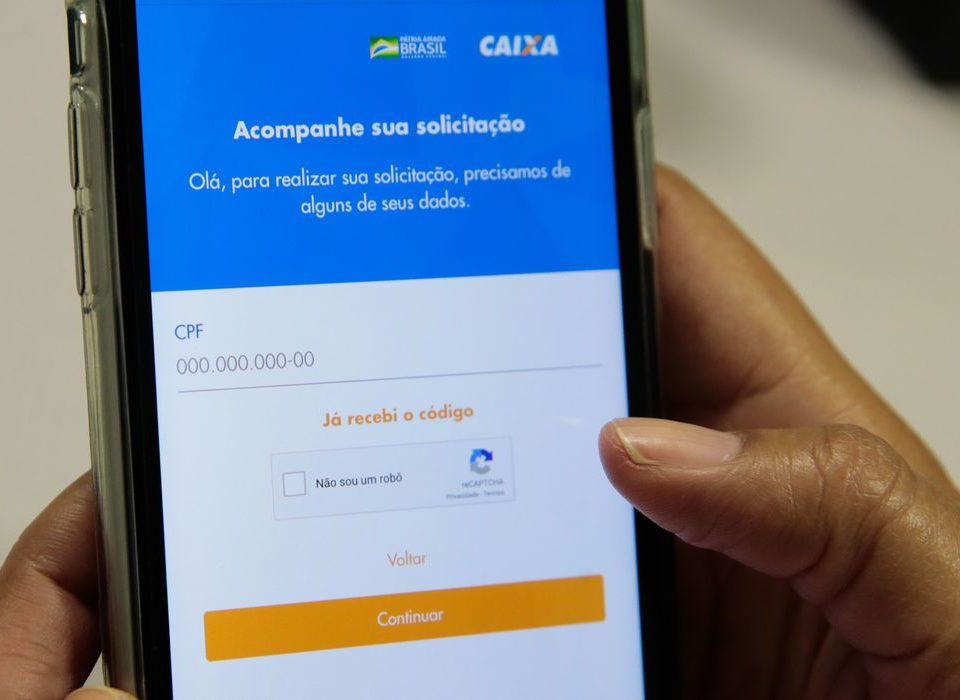 PÁTRIA AMADA
BRASIL
GOVERNO FEDERAL
CAIXA
Acompanhe sua solicitação
Olá, para realizar sua solicitação, precisamos de
alguns de seus dados.
CPF
000.000.000-00
Já recebi o código
Não sou um robô
reCAPTCHA
Privacidade - Termos
Voltar
Continuar